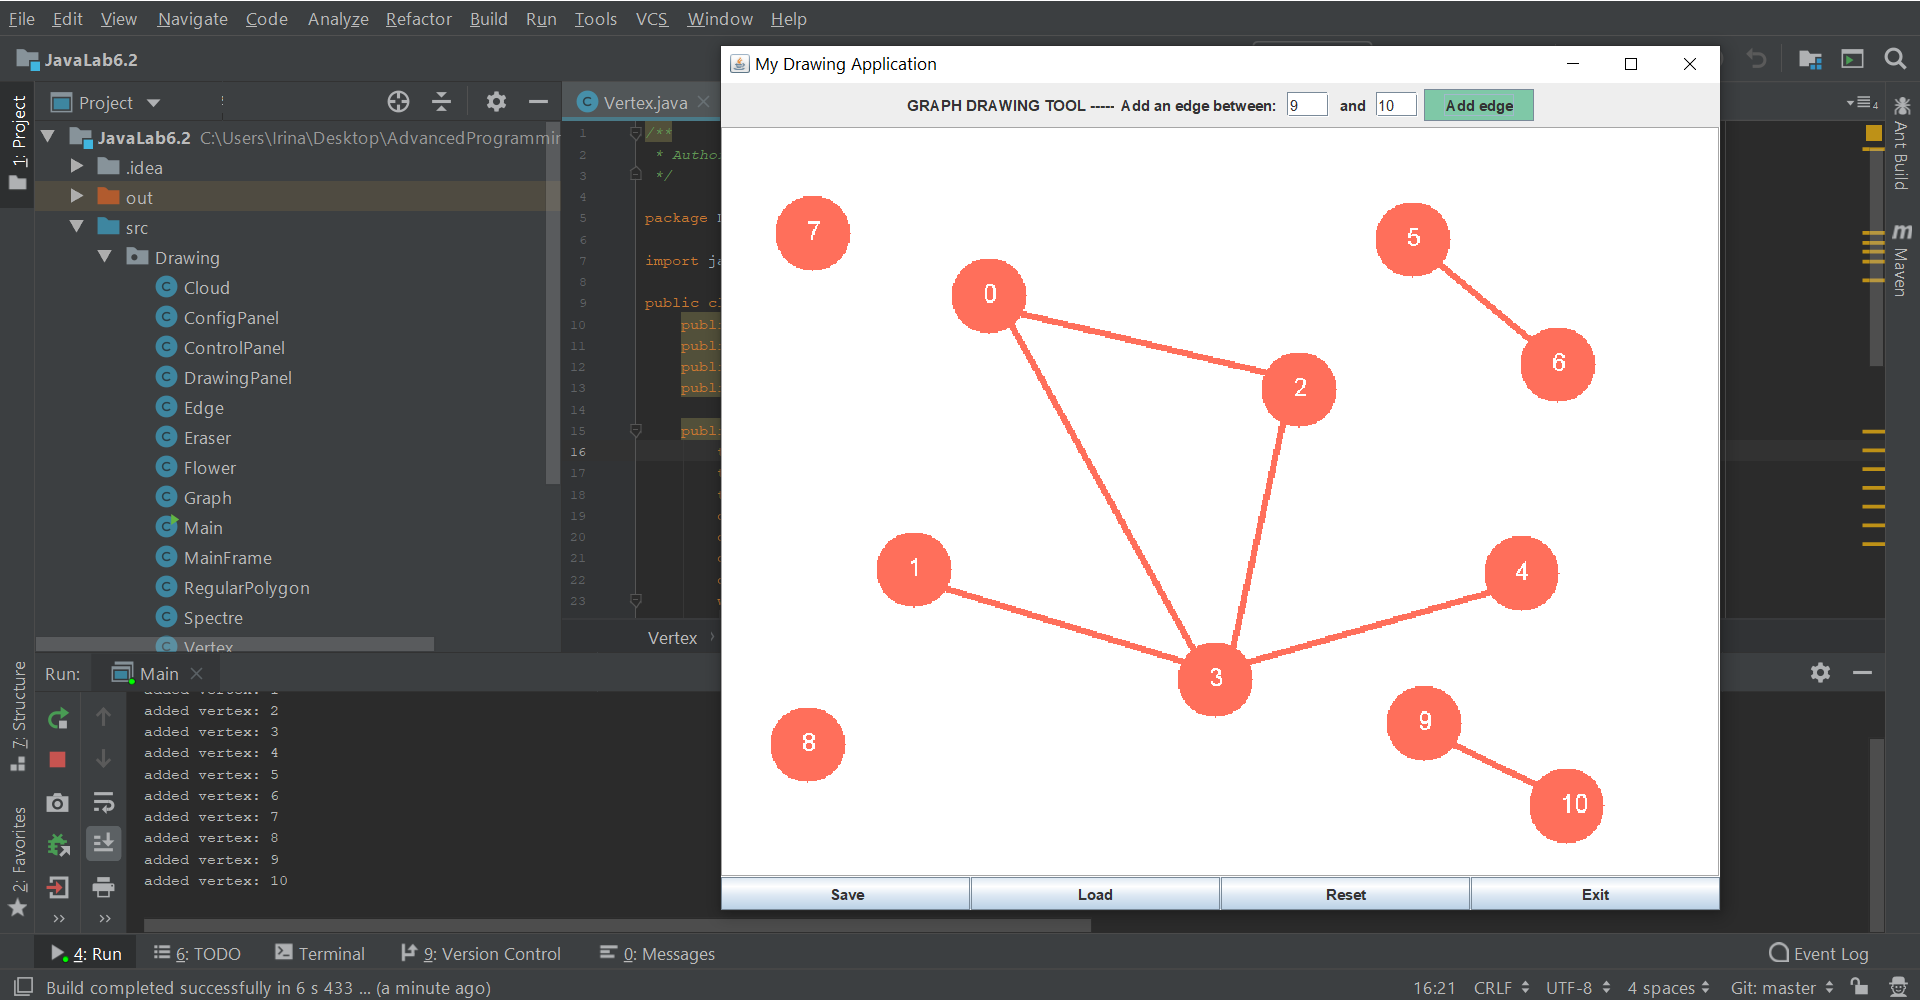 File Edit View Navigate Code Analyze Refactor Build Run Tools VCS Window Help
JavaLab6.2
1: Project
7: Structure
2: Favorites
Project
JavaLab6.2 C:\Users\Irina\Desktop\AdvancedProgrammin
.idea
out
src
Drawing
Cloud
ConfigPanel
ControlPanel
DrawingPanel
Edge
Eraser
Flower
Graph
Main
MainFrame
RegularPolygon
Spectre
Vertex
Vertex.java
1 /**
2 * Autho
3 */
4
5 package
6
7 import ja
8
9 public cl
10 publ
11 publ
12 publ
13 publ
14
15 publ
16
17
18
19
20
21
22
23
Vertex
My Drawing Application
GRAPH DRAWING TOOL ----- Add an edge between: 9 and 10 Add edge
7
5
0
6
2
1
4
3
9
8
10
Save Load Reset Exit
4
Ant Build
Maven
Run: Main
added vertex: 1
added vertex: 2
added vertex: 3
added vertex: 4
added vertex: 5
added vertex: 6
added vertex: 7
added vertex: 8
added vertex: 9
added vertex: 10
4: Run 6: TODO Terminal 9: Version Control 0: Messages Event Log
Build completed successfully in 6 s 433 ... (a minute ago) 16:21 CRLF UTF-8 4 spaces Git: master